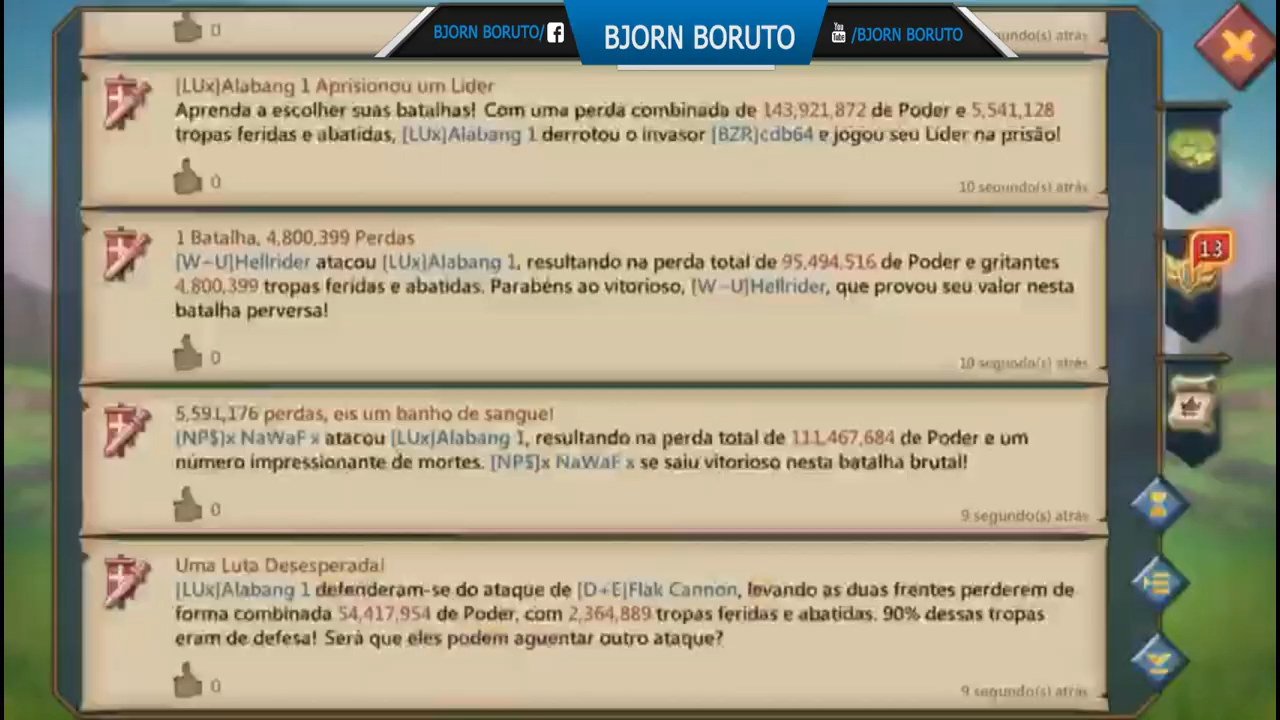 BJORN BORUTO/
BJORN BORUTO
You Tube /BJORN BORUTO
0
undo(s) atrás
[LUx]Alabang 1 Aprisionou um Líder
Aprenda a escolher suas batalhas! Com uma perda combinada de 143,921,872 de Poder e 5,541,128
tropas feridas e abatidas, [LUx]Alabang 1 derrotou o invasor [BZR]cdb64 e jogou seu Líder na prisão!
0
10 segundo(s) atrás
1 Batalha, 4,800,399 Perdas
[W~U]Hellrider atacou [LUx]Alabang 1, resultando na perda total de 95,494,516 de Poder e gritantes
4,800,399 tropas feridas e abatidas. Parabéns ao vitorioso, [W~U]Hellrider, que provou seu valor nesta
batalha perversa!
0
10 segundo(s) atrás
13
5,591,176 perdas, eis um banho de sangue!
[NP$]x NaWaF x atacou [LUx]Alabang 1, resultando na perda total de 111,467,684 de Poder e um
número impressionante de mortes. [NP$]x NaWaF x se saiu vitorioso nesta batalha brutal!
0
9 segundo(s) atrás
Uma Luta Desesperada!
[LUx]Alabang 1 defenderam-se do ataque de [D+E]Flak Cannon, levando as duas frentes perderem de
forma combinada 54,417,954 de Poder, com 2,364,889 tropas feridas e abatidas. 90% dessas tropas
eram de defesa! Será que eles podem aguentar outro ataque?
0
9 segundo(s) atrás